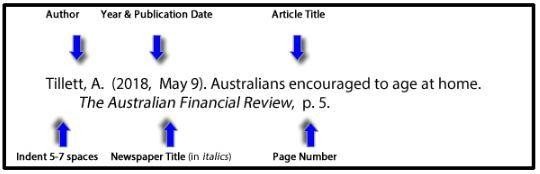 Author Year & Publication Date Article Title
Tillett, A. (2018, May 9). Australians encouraged to age at home.
The Australian Financial Review, p. 5.
Indent 5-7 spaces Newspaper Title (in italics) Page Number